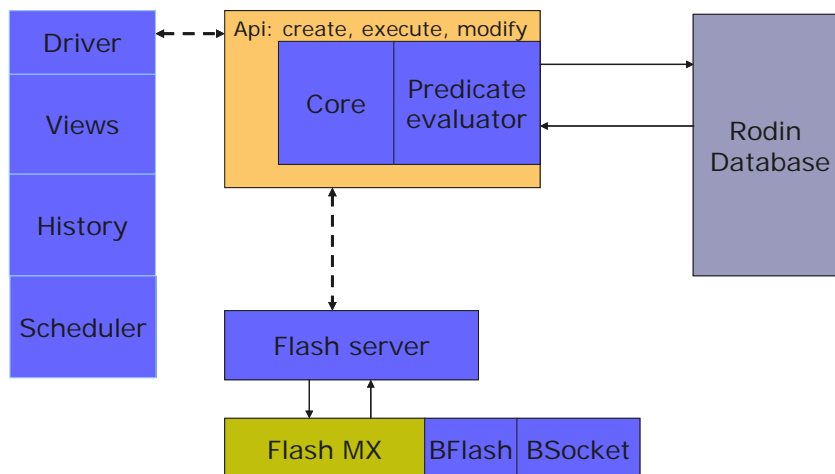 Driver
Views
History
Scheduler
Api: create, execute, modify
Core
Predicate
evaluator
Rodin
Database
Flash server
Flash MX
BFlash
BSocket